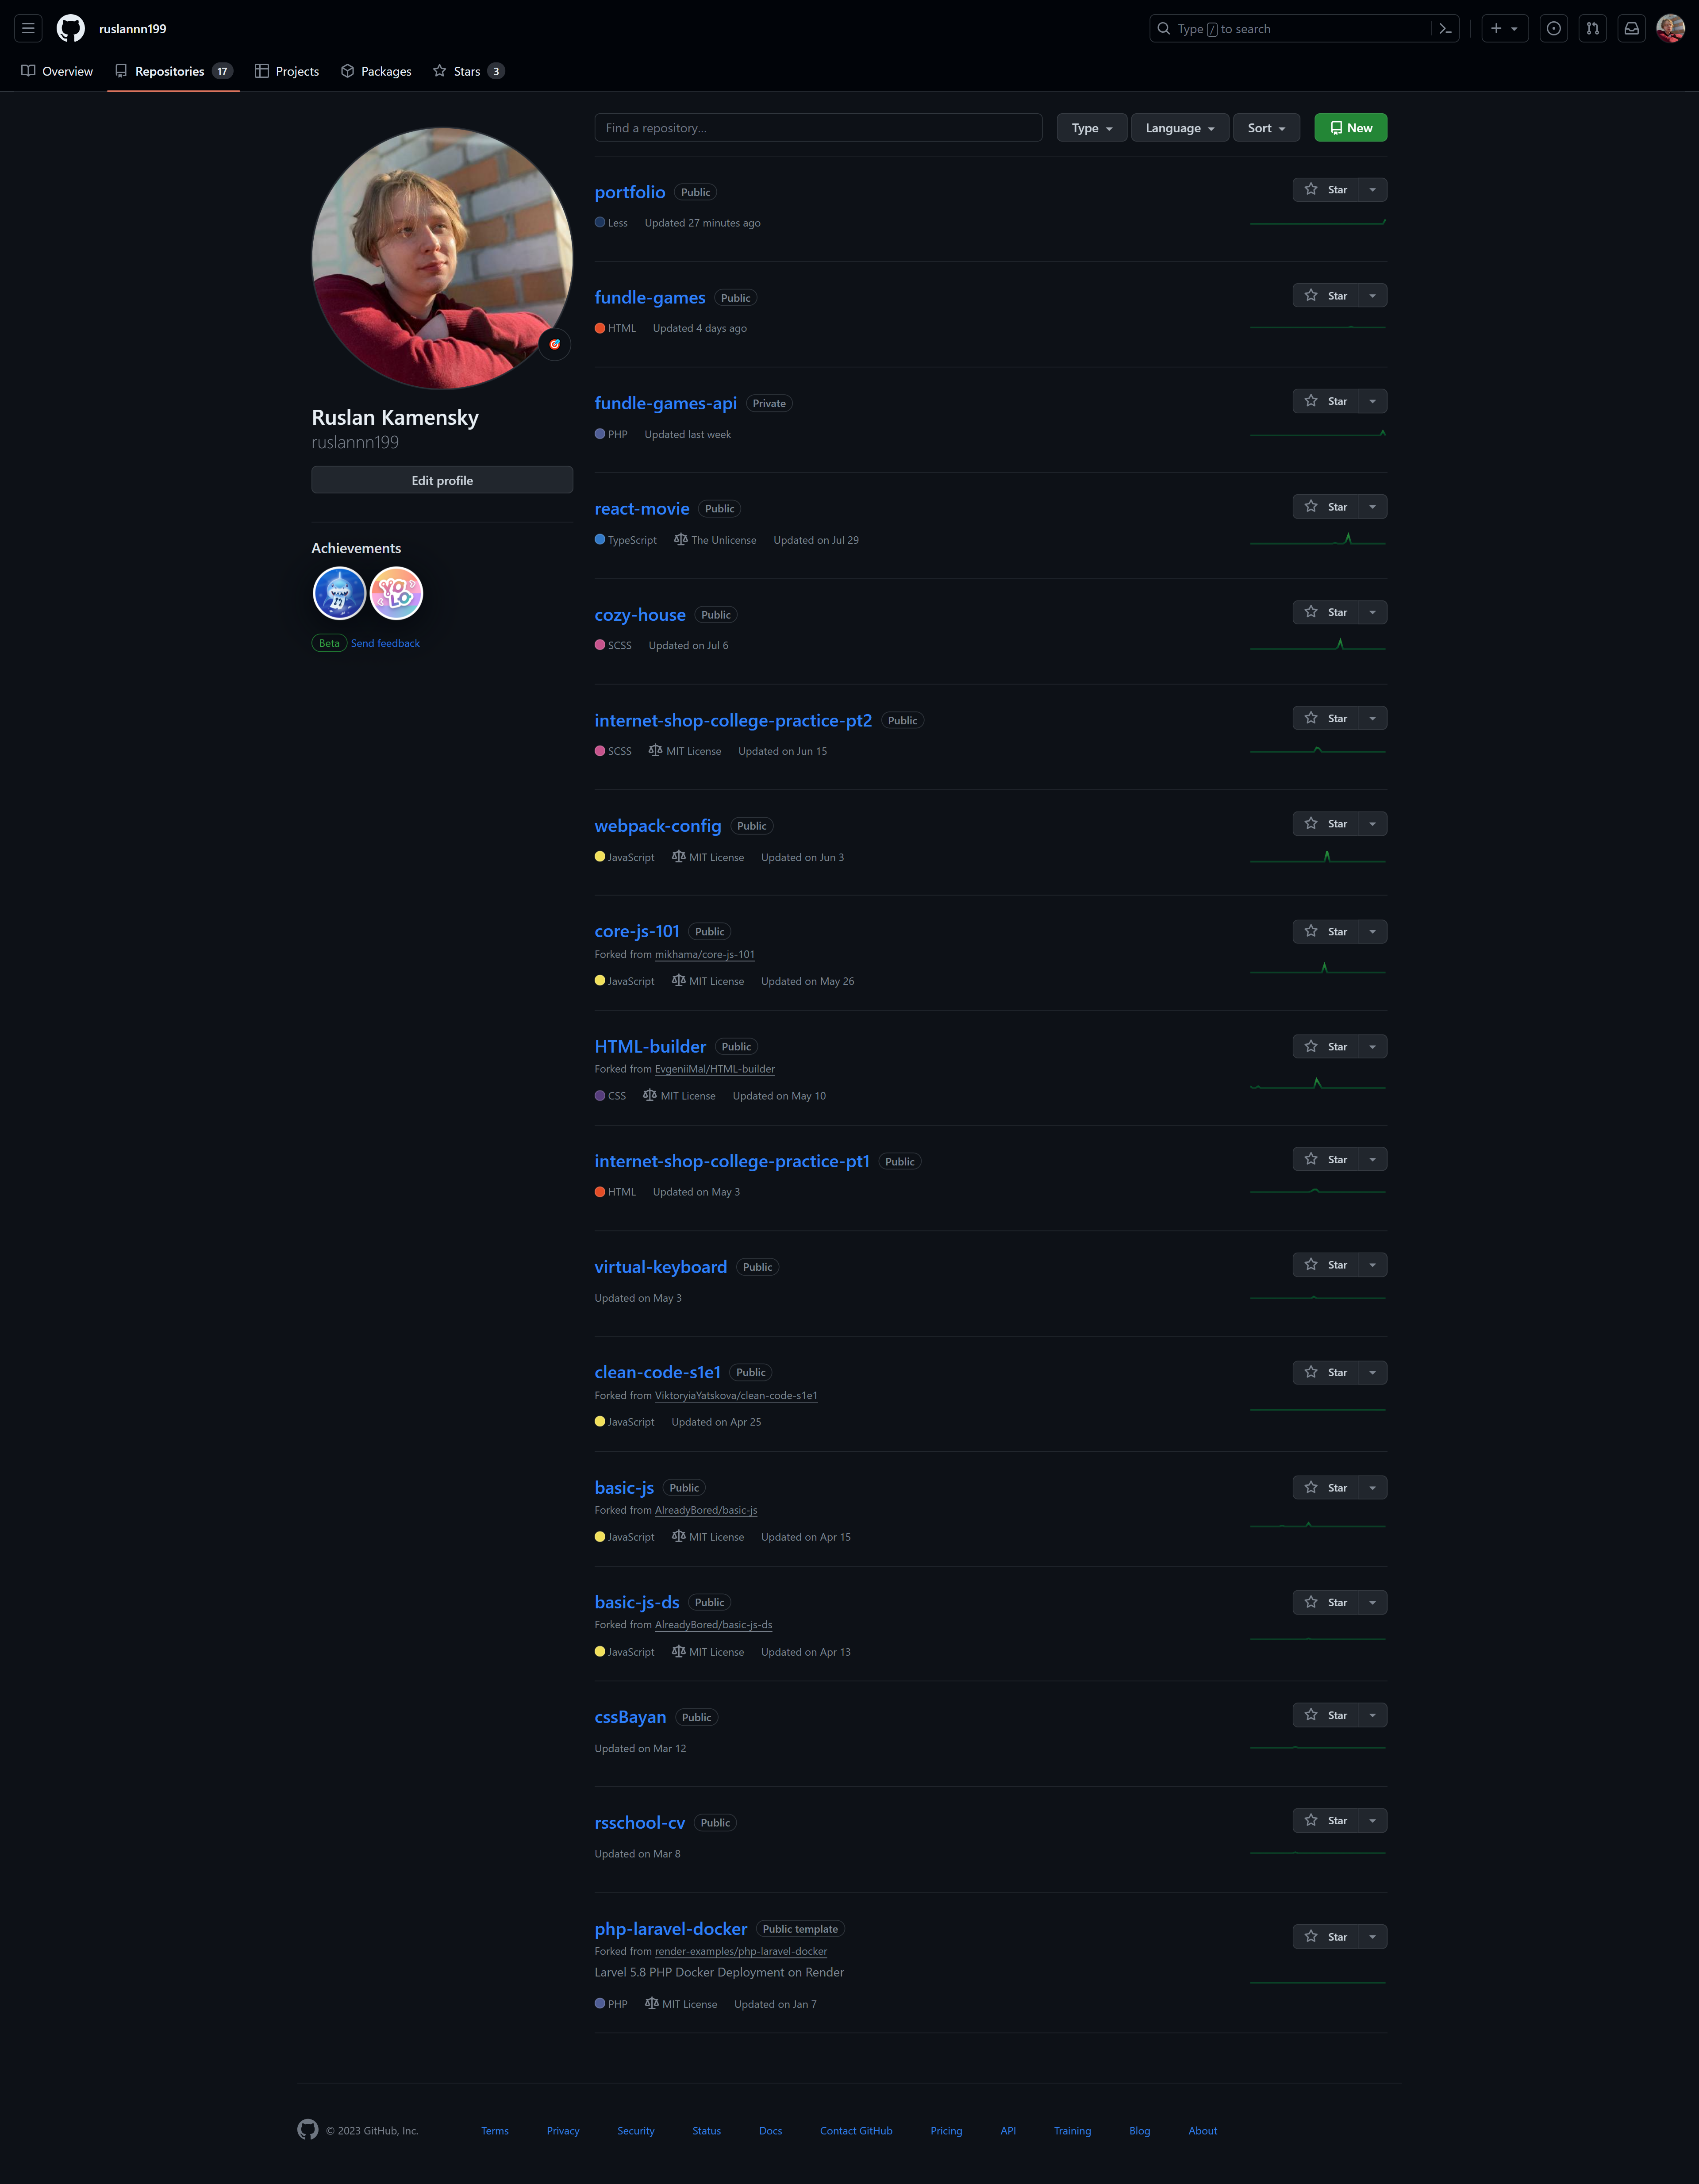 ruslannn199
Type / to search
Overview
Repositories 17
Projects
Packages
Stars 3
Find a repository...
Type
Language
Sort
New
Ruslan Kamensky
ruslannn199
Edit profile
Achievements
YOLO
Beta Send feedback
portfolio Public
Star
Less Updated 27 minutes ago
fundle-games Public
Star
HTML Updated 4 days ago
fundle-games-api Private
Star
PHP Updated last week
react-movie Public
Star
TypeScript The Unlicense Updated on Jul 29
cozy-house Public
Star
SCSS Updated on Jul 6
internet-shop-college-practice-pt2 Public
Star
SCSS MIT License Updated on Jun 15
webpack-config Public
Star
JavaScript MIT License Updated on Jun 3
core-js-101 Public
Star
Forked from mikhama/core-js-101
JavaScript MIT License Updated on May 26
HTML-builder Public
Star
Forked from EvgeniiMal/HTML-builder
CSS MIT License Updated on May 10
internet-shop-college-practice-pt1 Public
Star
HTML Updated on May 3
virtual-keyboard Public
Star
Updated on May 3
clean-code-s1e1 Public
Star
Forked from ViktoryiaYatskova/clean-code-s1e1
JavaScript Updated on Apr 25
basic-js Public
Star
Forked from AlreadyBored/basic-js
JavaScript MIT License Updated on Apr 15
basic-js-ds Public
Star
Forked from AlreadyBored/basic-js-ds
JavaScript MIT License Updated on Apr 13
cssBayan Public
Star
Updated on Mar 12
rsschool-cv Public
Star
Updated on Mar 8
php-laravel-docker Public template
Star
Forked from render-examples/php-laravel-docker
Larvel 5.8 PHP Docker Deployment on Render
PHP MIT License Updated on Jan 7
© 2023 GitHub, Inc.
Terms
Privacy
Security
Status
Docs
Contact GitHub
Pricing
API
Training
Blog
About